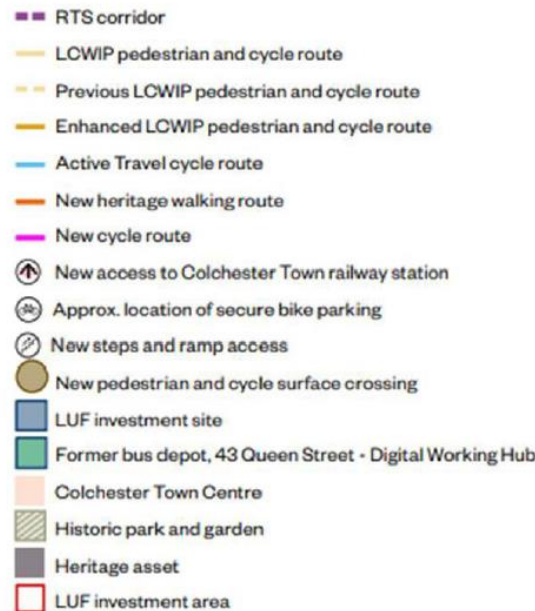 RTS corridor
LCWIP pedestrian and cycle route
Previous LCWIP pedestrian and cycle route
Enhanced LCWIP pedestrian and cycle route
Active Travel cycle route
New heritage walking route
New cycle route
New access to Colchester Town railway station
Approx. location of secure bike parking
New steps and ramp access
New pedestrian and cycle surface crossing
LUF investment site
Former bus depot, 43 Queen Street - Digital Working Hub
Colchester Town Centre
Historic park and garden
Heritage asset
LUF investment area